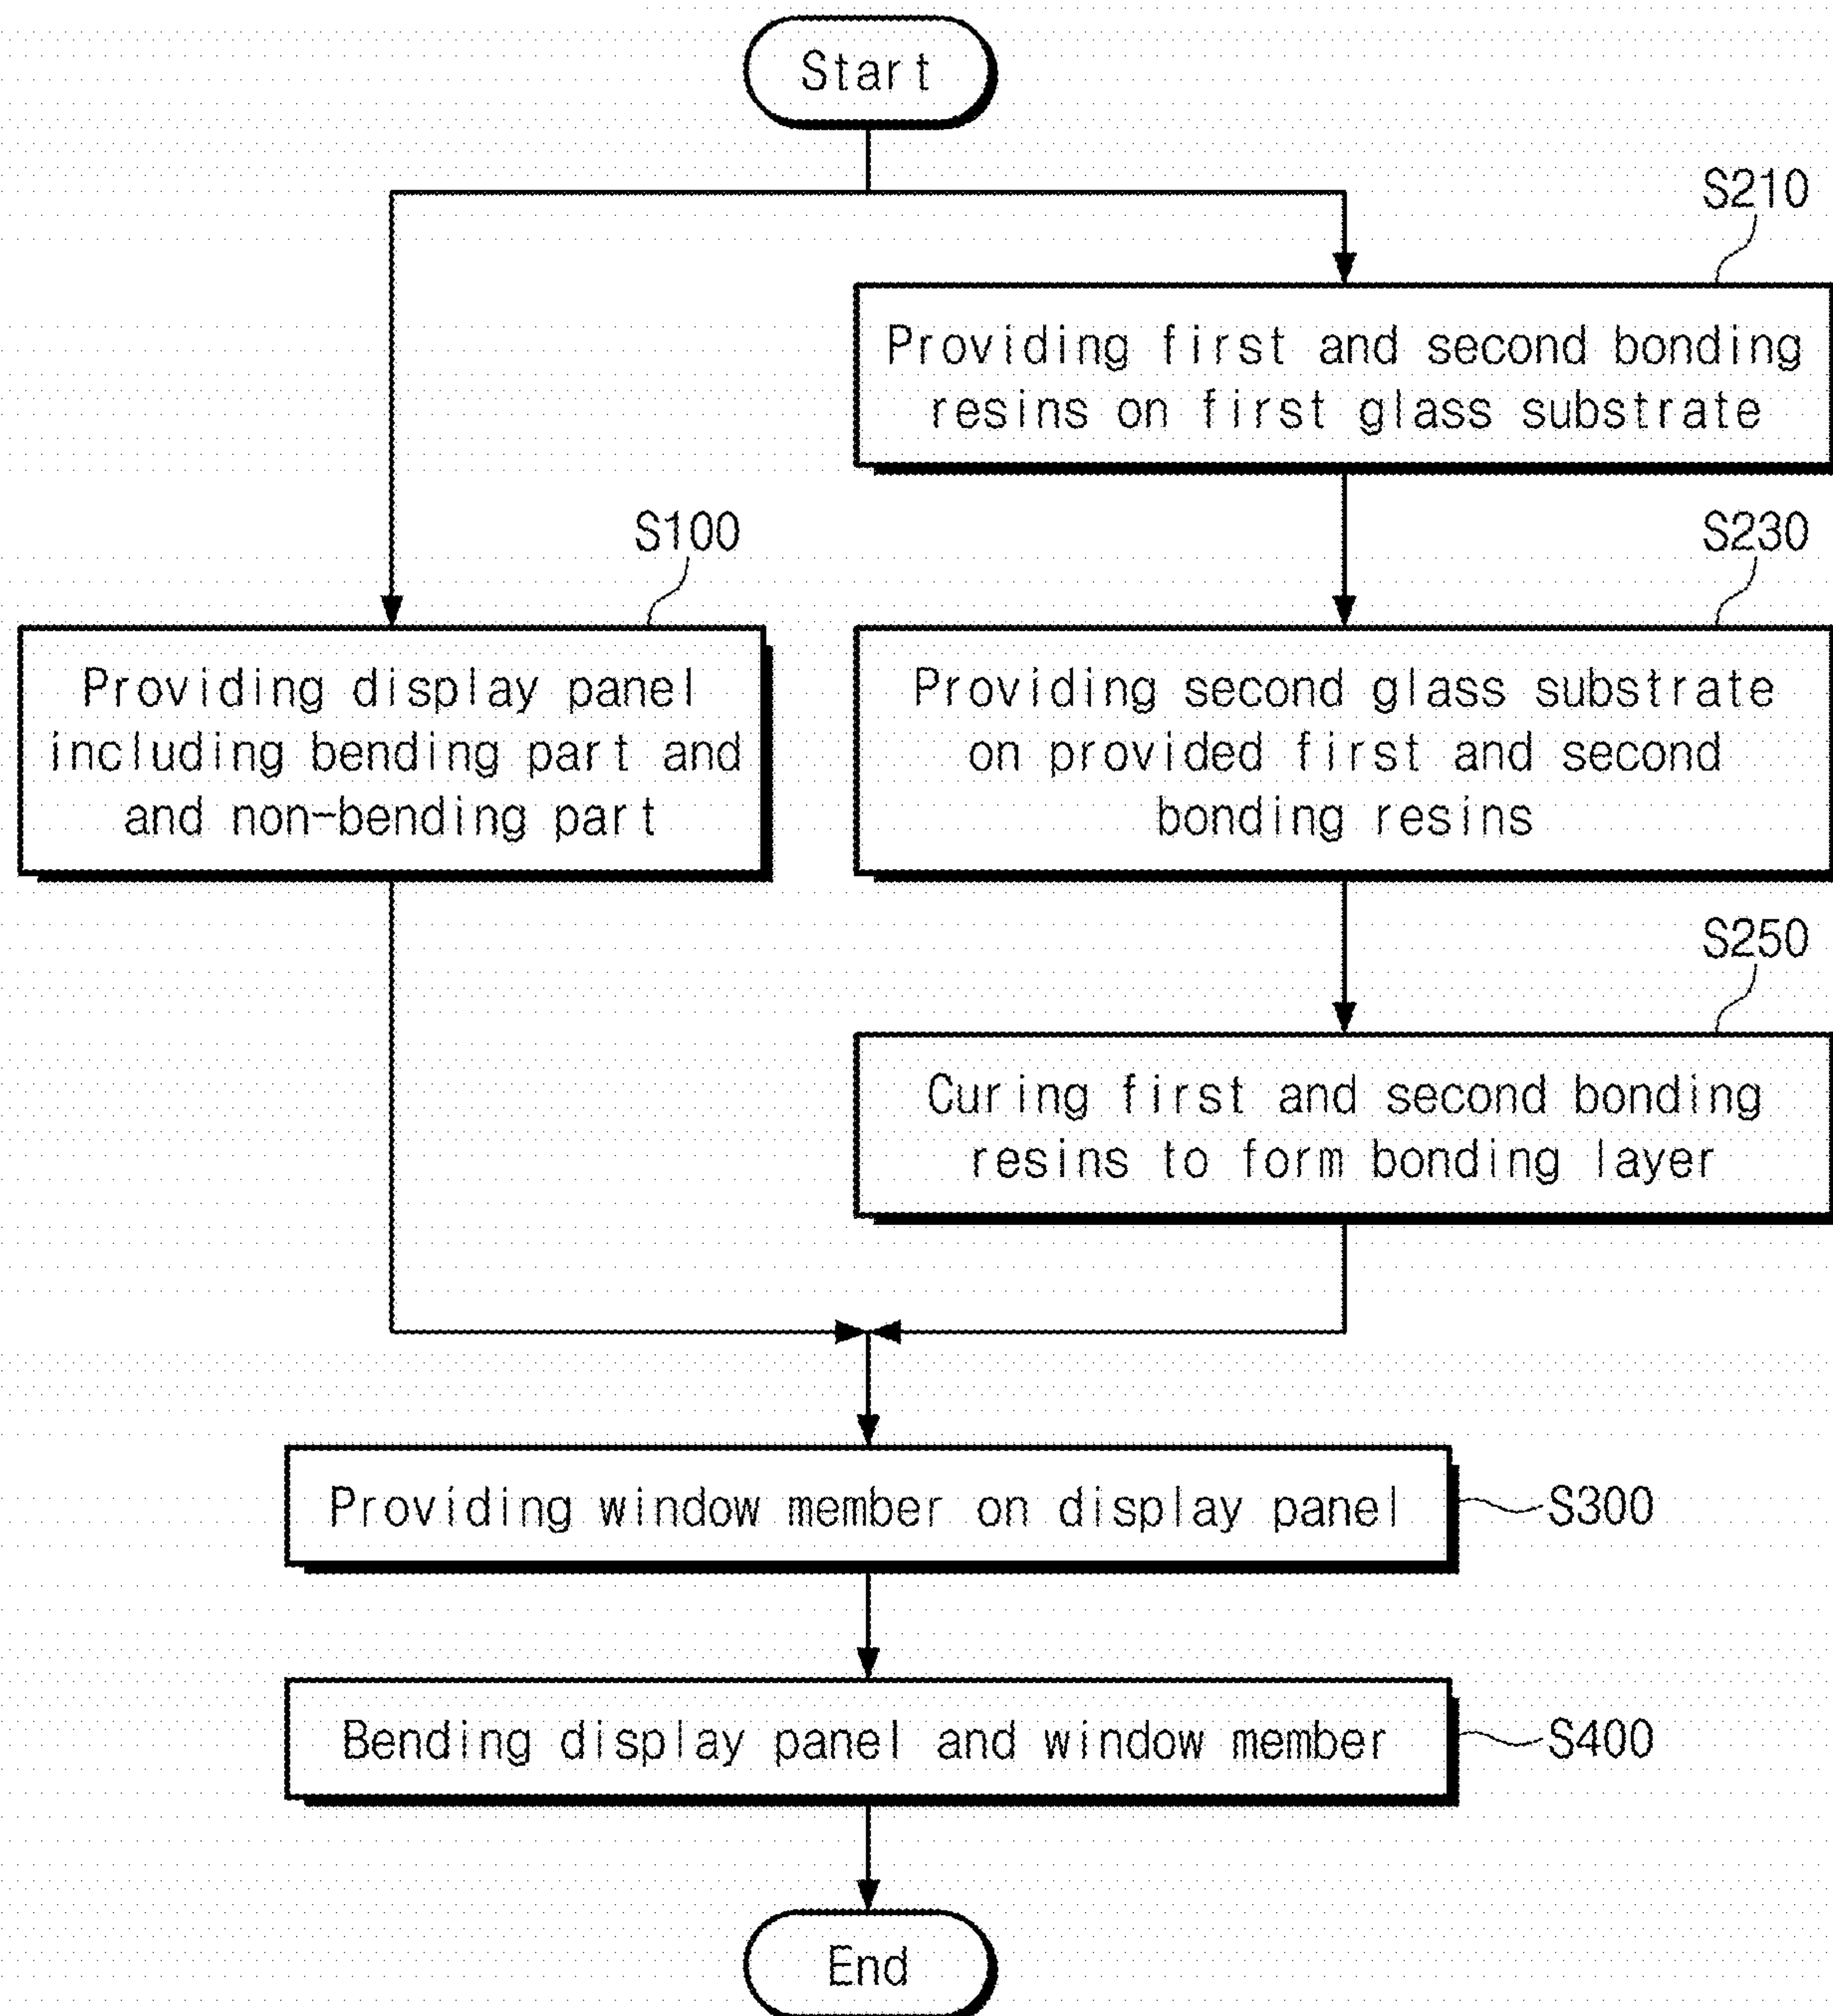 Start
S210
Providing first and second bonding
resins on first glass substrate
S100
Providing display panel
including bending part and
and non-bending part
S230
Providing second glass substrate
on provided first and second
bonding resins
S250
Curing first and second bonding
resins to form bonding layer
Providing window member on display panel
S300
Bending display panel and window member
S400
End